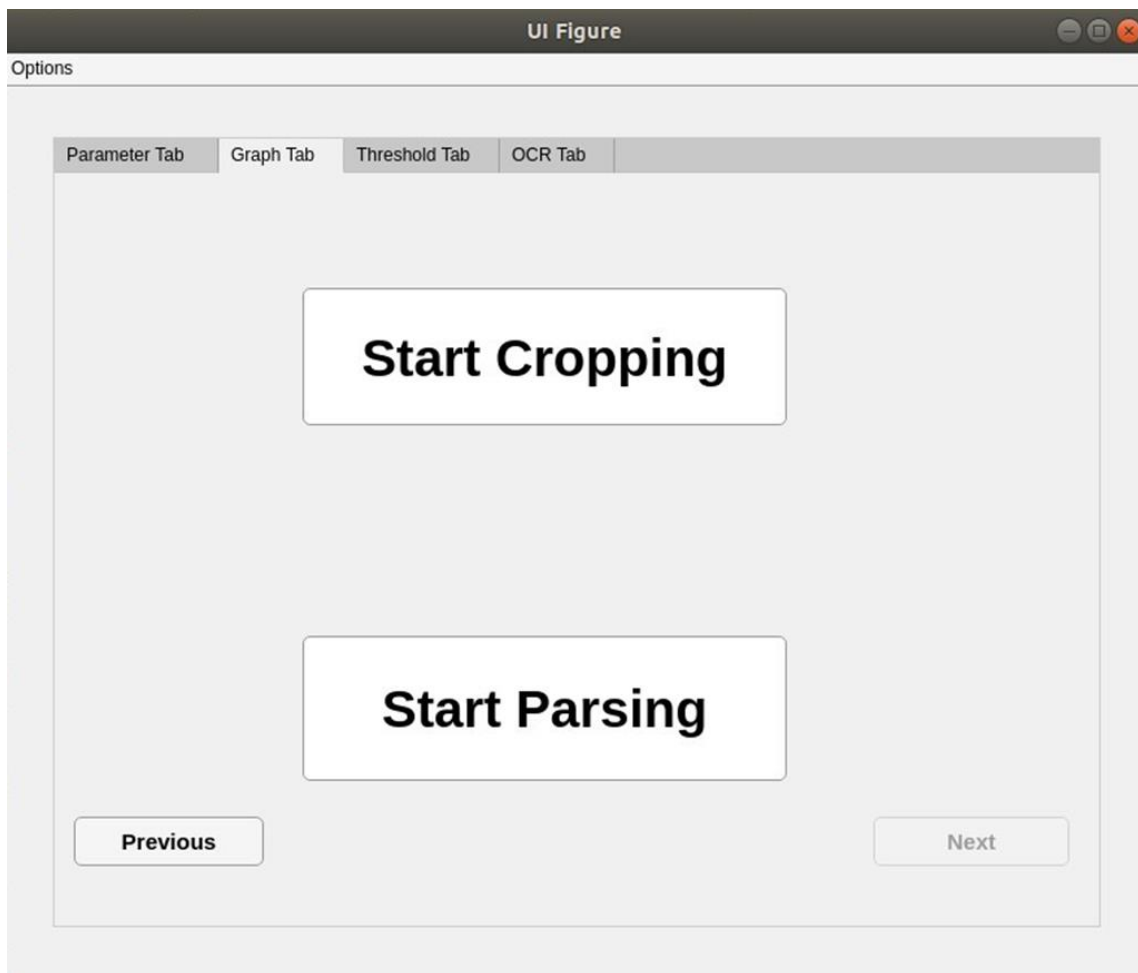 UI Figure
Options
Parameter Tab Graph Tab Threshold Tab OCR Tab
Start Cropping
Start Parsing
Previous Next